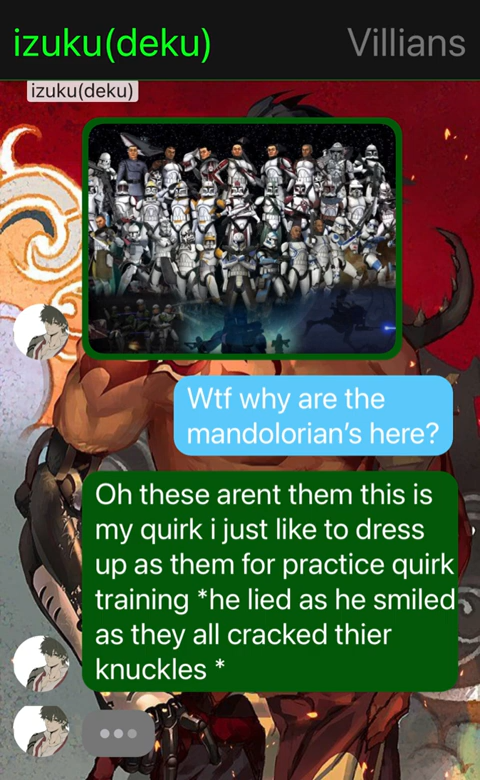 izuku(deku) Villians
izuku(deku)
Wtf why are the
mandolorian's here?
Oh these arent them this is
my quirk i just like to dress
up as them for practice quirk
training *he lied as he smiled
as they all cracked thier
knuckles *